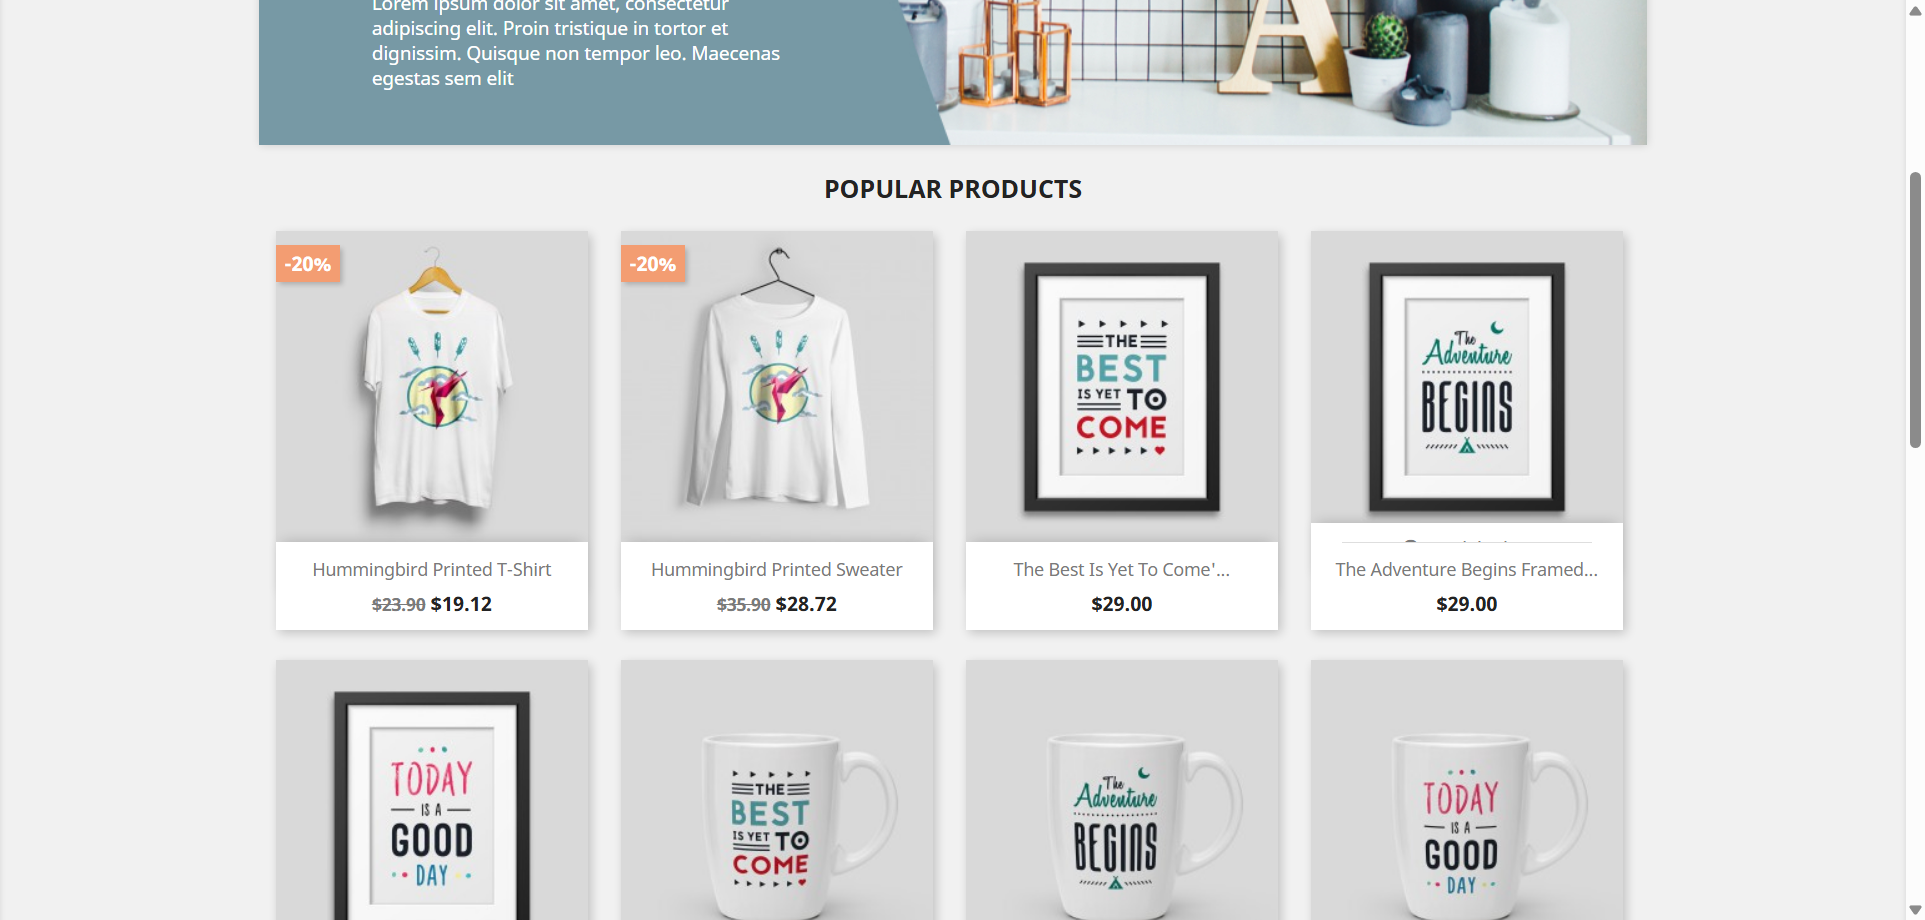 Lorem ipsum dolor sit amet, consectetur
adipiscing elit. Proin tristique in tortor et
dignissim. Quisque non tempor leo. Maecenas
egestas sem elit
A
POPULAR PRODUCTS
-20%
-20%
THE
BEST
IS YET TO
COME
The
Adventure
BEGINS
Hummingbird Printed T-Shirt
$23.90 $19.12
Hummingbird Printed Sweater
$35.90 $28.72
The Best Is Yet To Come'...
$29.00
The Adventure Begins Framed...
$29.00
TODAY
IS A
GOOD
DAY
THE
BEST
IS YET TO
COME
The
Adventure
BEGINS
TODAY
IS A
GOOD
DAY